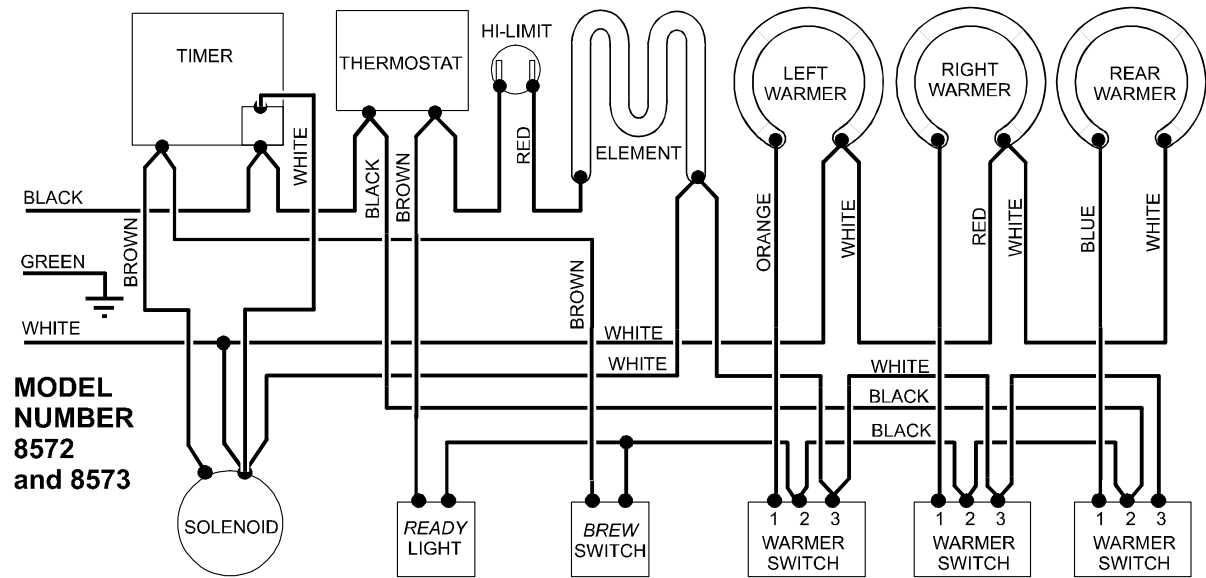 TIMER
THERMOSTAT
HI-LIMIT
ELEMENT
LEFT
WARMER
RIGHT
WARMER
REAR
WARMER
WHITE
BLACK
BROWN
RED
BLACK
BROWN
ORANGE
WHITE
RED
WHITE
BLUE
WHITE
GREEN
BROWN
WHITE
WHITE
WHITE
WHITE
BLACK
BLACK
MODEL
NUMBER
8572
and 8573
SOLENOID
READY
LIGHT
BREW
SWITCH
1 2 3
WARMER
SWITCH
1 2 3
WARMER
SWITCH
1 2 3
WARMER
SWITCH